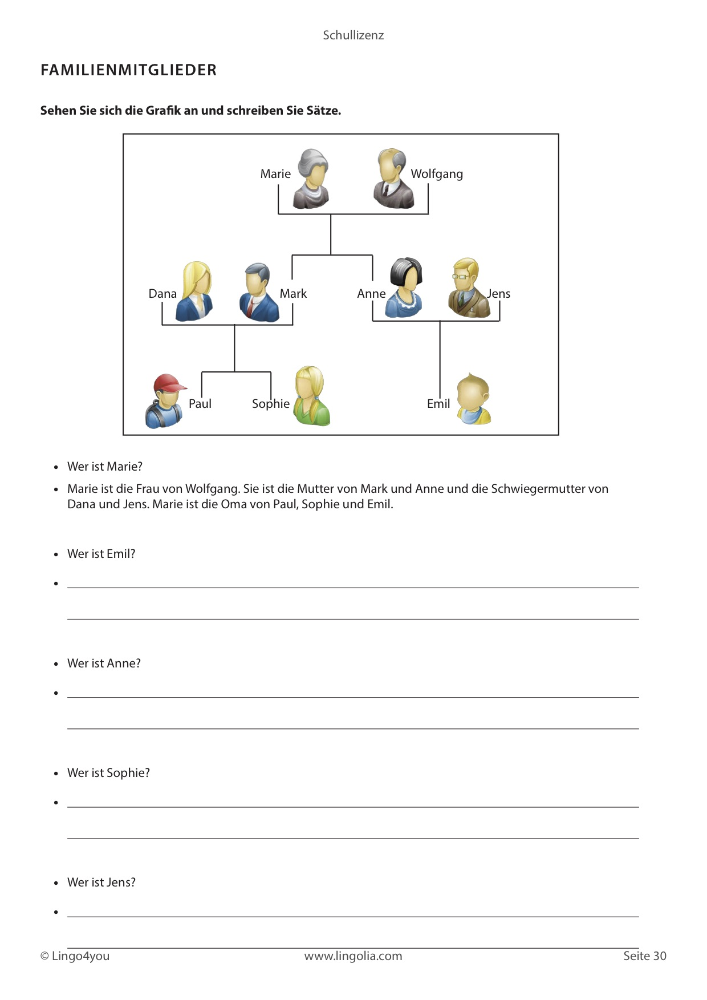 Schullizenz
FAMILIENMITGLIEDER
Sehen Sie sich die Grafik an und schreiben Sie Sätze.
Marie
Wolfgang
Dana
Mark
Anne
Jens
Paul
Sophie
Emil
• Wer ist Marie?
• Marie ist die Frau von Wolfgang. Sie ist die Mutter von Mark und Anne und die Schwiegermutter von
Dana und Jens. Marie ist die Oma von Paul, Sophie und Emil.
• Wer ist Emil?
• Wer ist Anne?
• Wer ist Sophie?
• Wer ist Jens?
© Lingo4you
www.lingolia.com
Seite 30